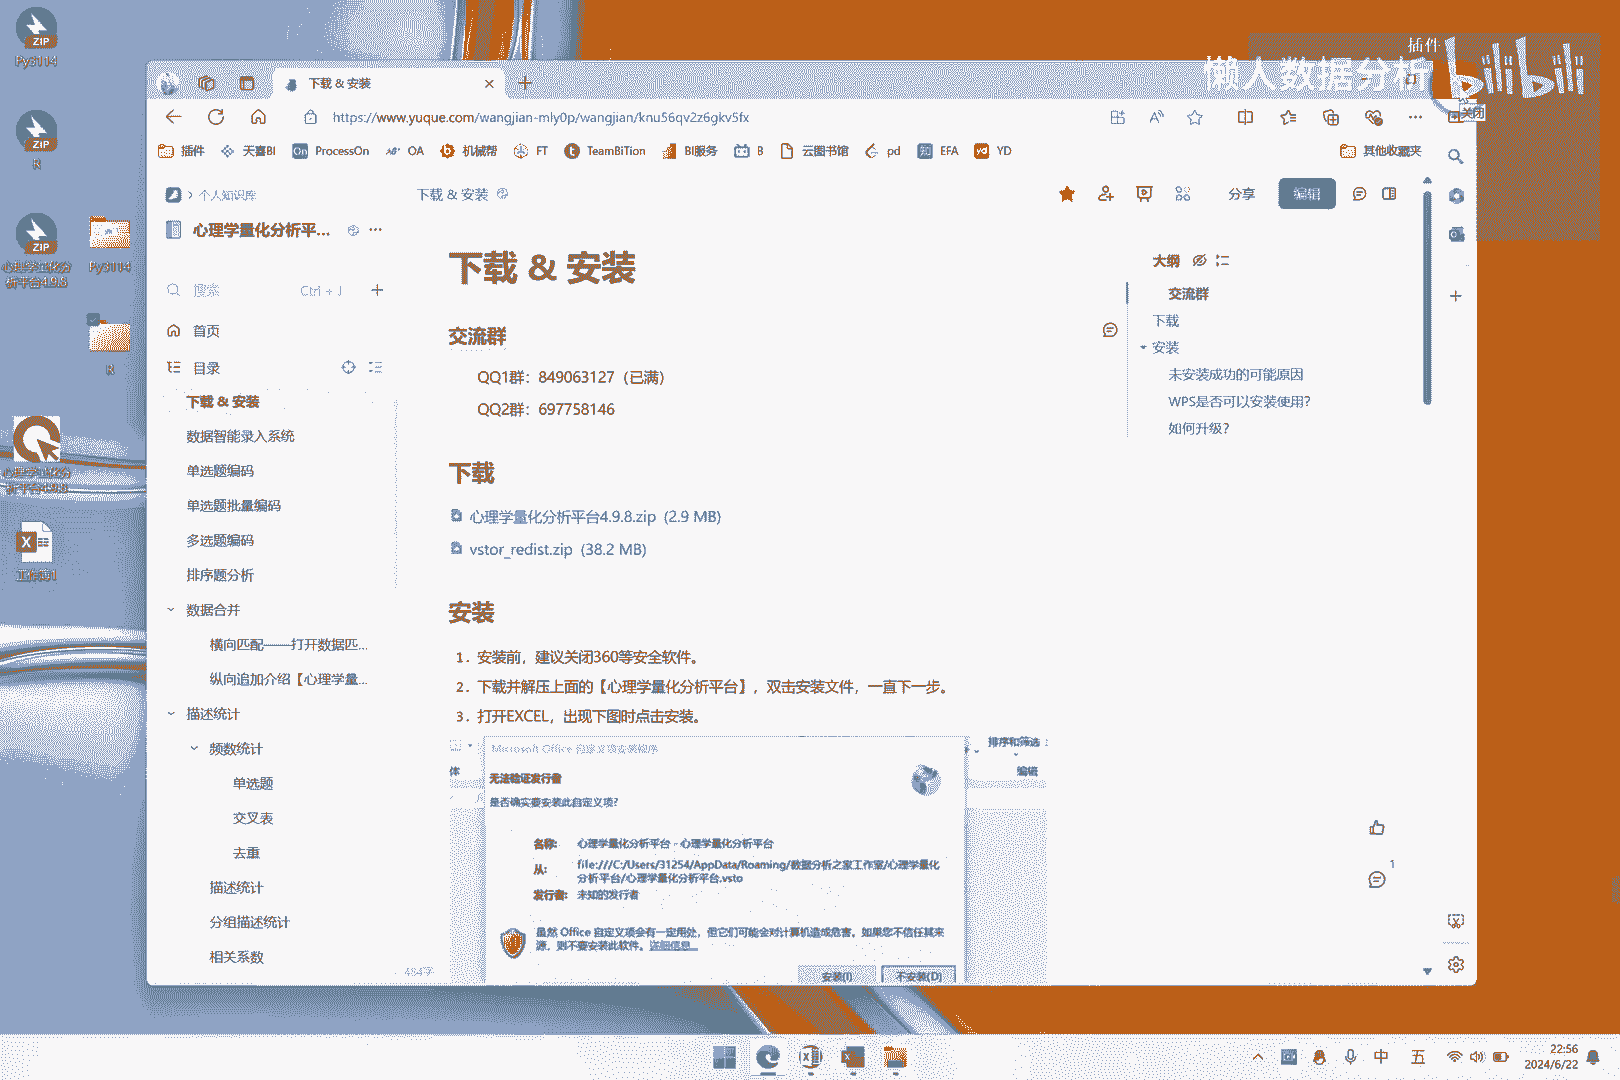 插件
懒人数据分析
bilibili
关闭
ZIP
Py3114
ZIP
R
ZIP
心理学量化分
析平台4.9.8
Py3114
R
心理学量化分
析平台4.9.8
工作簿1
下载 & 安装
https://www.yuque.com/wangjian-mly0p/wangjian/knu56qv2z6gkv5fx
插件
天喜BI
ProcessOn
OA
机械帮
FT
TeamBiTion
BI服务
B
云图书馆
pd
EFA
YD
其他收藏夹
个人知识库
心理学量化分析平...
搜索
Ctrl + J
首页
目录
下载 & 安装
数据智能录入系统
单选题编码
单选题批量编码
多选题编码
排序题分析
数据合并
横向匹配——打开数据匹...
纵向追加介绍【心理学量...
描述统计
频数统计
单选题
交叉表
去重
描述统计
分组描述统计
相关系数
484字
下载 & 安装
分享
编辑
下载 & 安装
交流群
QQ1群：849063127（已满）
QQ2群：697758146
下载
心理学量化分析平台4.9.8.zip (2.9 MB)
vstor_redist.zip (38.2 MB)
安装
1. 安装前，建议关闭360等安全软件。
2. 下载并解压上面的【心理学量化分析平台】，双击安装文件，一直下一步。
3. 打开EXCEL，出现下图时点击安装。
体
排序和筛选
编辑
Microsoft Office 自定义项安装程序
无法验证发行者
是否确实要安装此自定义项?
名称: 心理学量化分析平台 - 心理学量化分析平台
从: file:///C:/Users/31254/AppData/Roaming/数据分析之家工作室/心理学量化
分析平台/心理学量化分析平台.vsto
发行者: 未知的发行者
虽然 Office 自定义项会有一定用处，但它们可能会对计算机造成危害。如果您不信任其来
源，则不要安装此软件。详细信息...
安装(I)
不安装(D)
大纲
交流群
下载
安装
未安装成功的可能原因
WPS是否可以安装使用?
如何升级?
1
中
五
22:56
2024/6/22